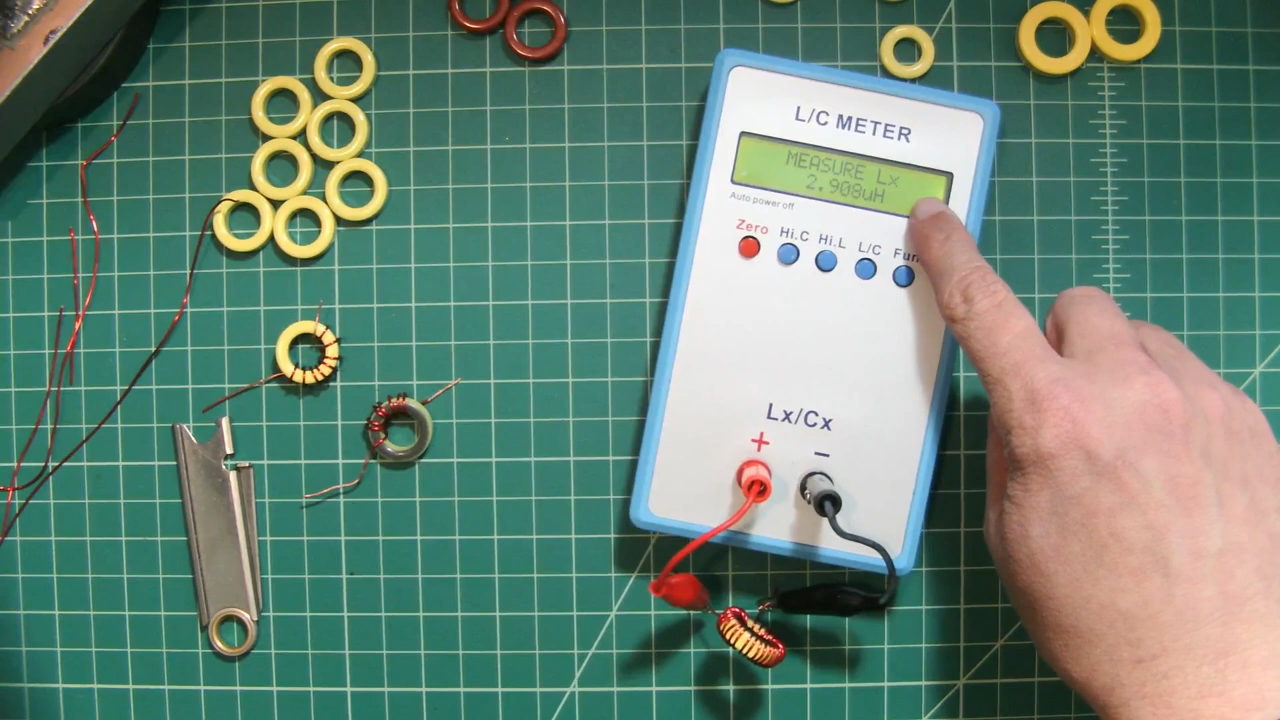 L/C METER
MEASURE Lx
2.908uH
Auto power off
Zero Hi.C Hi.L L/C Fun
Lx/Cx
+ −